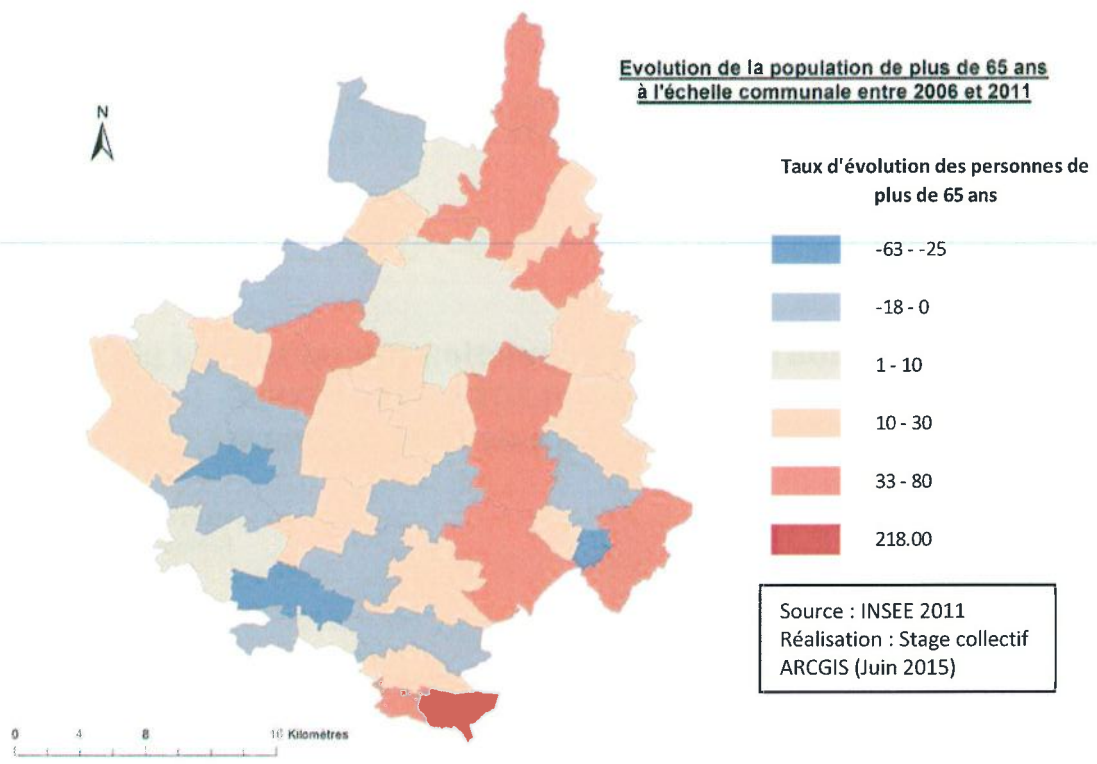 Evolution de la population de plus de 65 ans
à l'échelle communale entre 2006 et 2011
N
Taux d'évolution des personnes de
plus de 65 ans
-63 - -25
-18 - 0
1 - 10
10 - 30
33 - 80
218.00
Source : INSEE 2011
Réalisation : Stage collectif
ARCGIS (Juin 2015)
0 4 8 16 Kilomètres